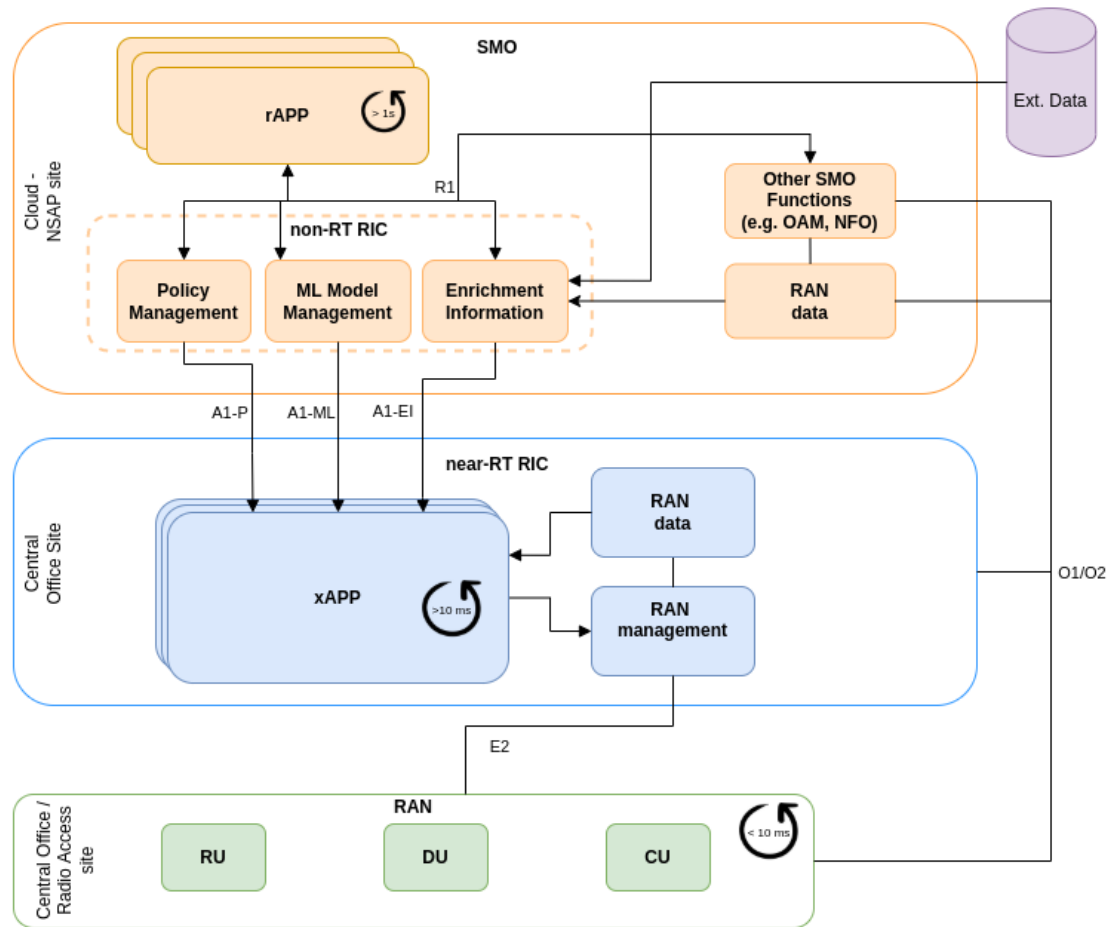 SMO
Ext. Data
rAPP
> 1s
Cloud -
NSAP site
R1
Other SMO
Functions
(e.g. OAM, NFO)
non-RT RIC
Policy
Management
ML Model
Management
Enrichment
Information
RAN
data
A1-P
A1-ML
A1-EI
near-RT RIC
Central
Office Site
RAN
data
xAPP
>10 ms
RAN
management
O1/O2
E2
Central Office /
Radio Access
site
RAN
< 10 ms
RU
DU
CU